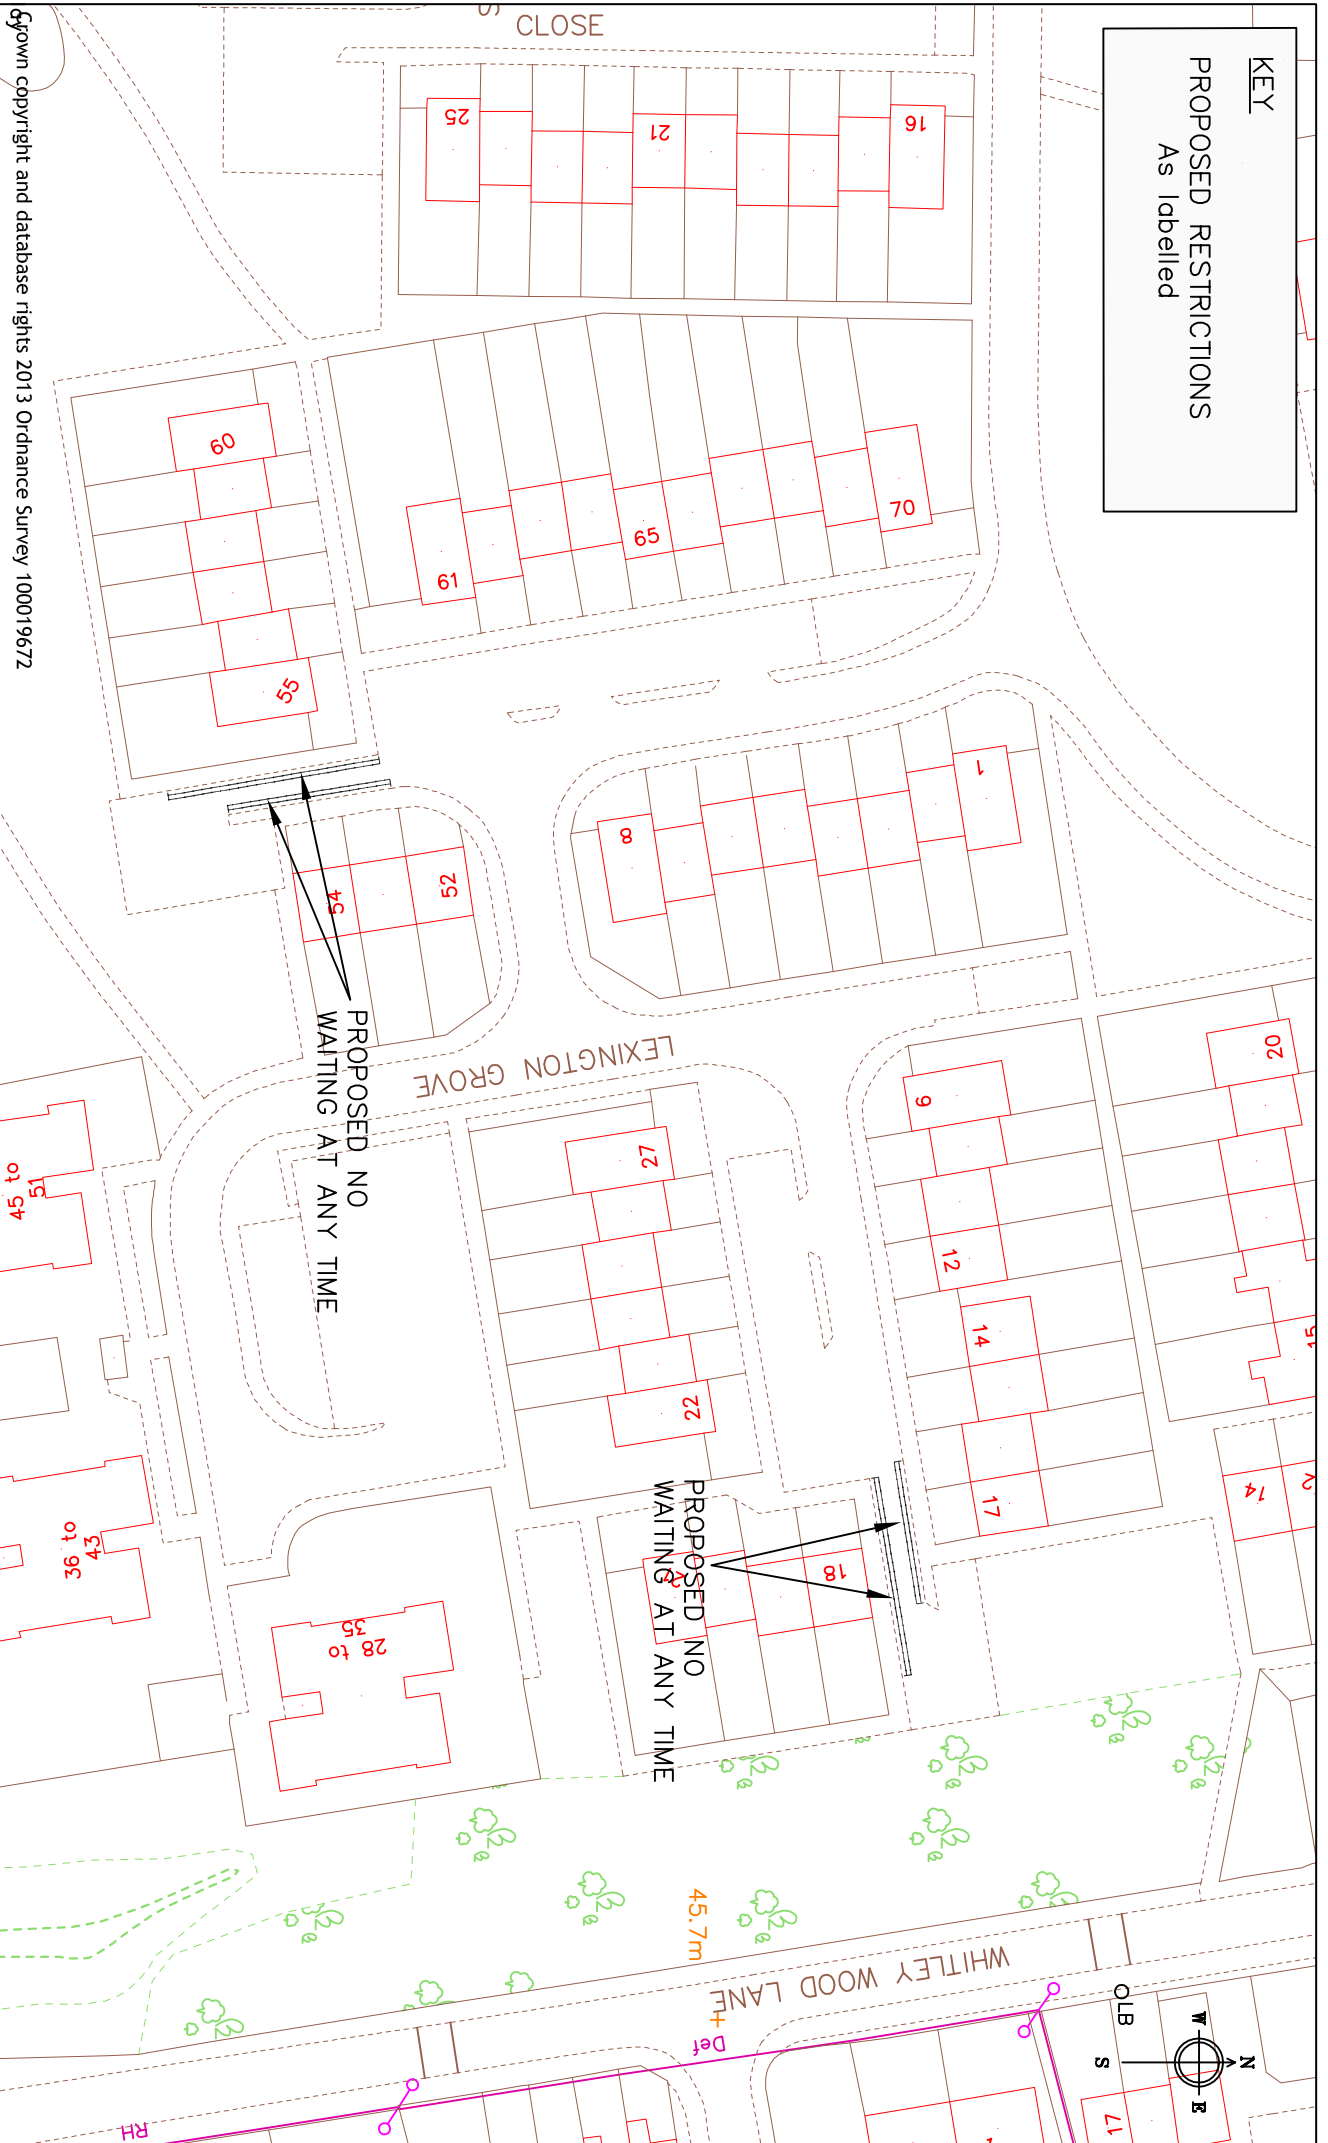 KEY
PROPOSED RESTRICTIONS
As labelled
CLOSE
25
21
16
60
55
61
65
70
1
8
54
52
PROPOSED NO
WAITING AT ANY TIME
LEXINGTON GROVE
9
12
14
17
20
15
14
27
22
18
PROPOSED NO
WAITING AT ANY TIME
45 to
51
36 to
43
28 to
35
45.7m
WHITLEY WOOD LANE
Def
RH
OLB
N
E
S
W
17
Crown copyright and database rights 2013 Ordnance Survey 100019672